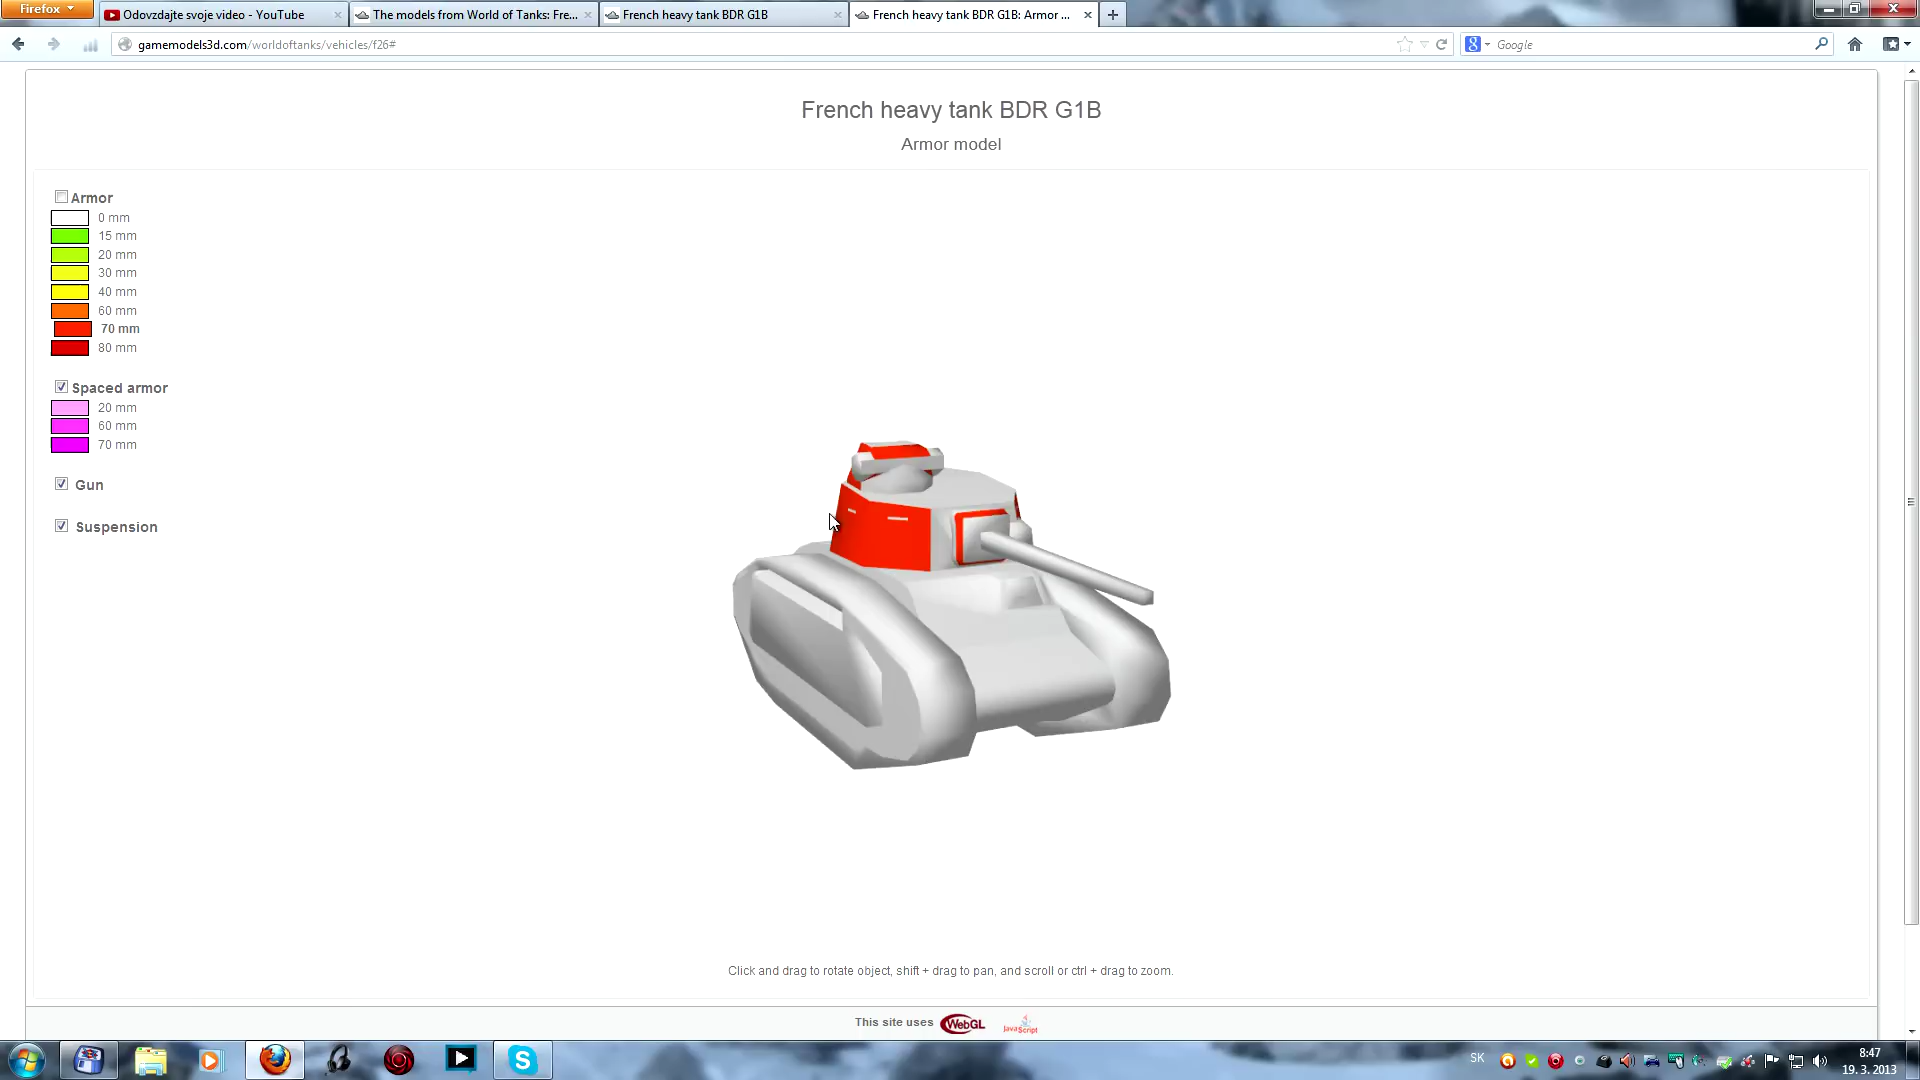 Firefox
Odovzdajte svoje video - YouTube
The models from World of Tanks: Fre...
French heavy tank BDR G1B
French heavy tank BDR G1B: Armor ...
gamemodels3d.com/worldoftanks/vehicles/f26#
Google
French heavy tank BDR G1B
Armor model
Armor
0 mm
15 mm
20 mm
30 mm
40 mm
60 mm
70 mm
80 mm
Spaced armor
20 mm
60 mm
70 mm
Gun
Suspension
Click and drag to rotate object, shift + drag to pan, and scroll or ctrl + drag to zoom.
This site uses WebGL JavaScript
SK
8:47
19. 3. 2013